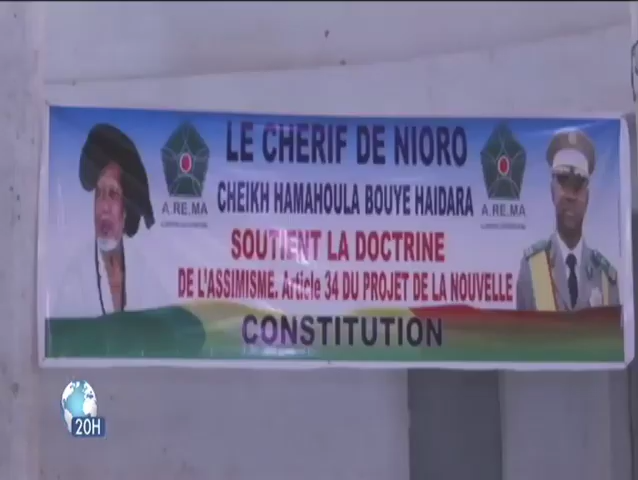 LE CHERIF DE NIORO
CHEIKH HAMAHOULA BOUYE HAIDARA
A.RE.MA
A.RE.MA
SOUTIENT LA DOCTRINE
DE L'ASSIMISME. Article 34 DU PROJET DE LA NOUVELLE
CONSTITUTION
20H